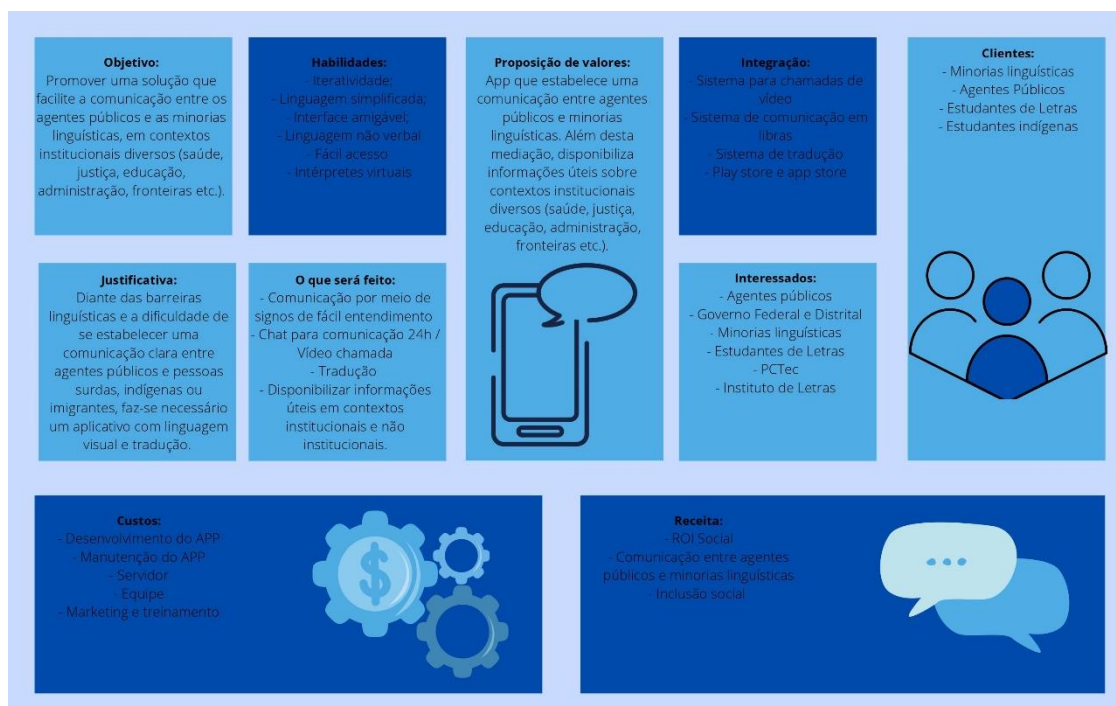 Objetivo:
Promover uma solução que
facilite a comunicação entre os
agentes públicos e as minorias
linguísticas, em contextos
institucionais diversos (saúde,
justiça, educação,
administração, fronteiras etc.).
Habilidades:
- Iteratividade;
- Linguagem simplificada;
- Interface amigável;
- Linguagem não verbal
- Fácil acesso
- Intérpretes virtuais
Proposição de valores:
App que estabelece uma
comunicação entre agentes
públicos e minorias
linguísticas. Além desta
mediação, disponibiliza
informações úteis sobre
contextos institucionais
diversos (saúde, justiça,
educação, administração,
fronteiras etc.).
Integração:
- Sistema para chamadas de
vídeo
- Sistema de comunicação em
libras
- Sistema de tradução
- Play store e app store
Clientes:
- Minorias linguísticas
- Agentes Públicos
- Estudantes de Letras
- Estudantes indígenas
Justificativa:
Diante das barreiras
linguísticas e a dificuldade de
se estabelecer uma
comunicação clara entre
agentes públicos e pessoas
surdas, indígenas ou
imigrantes, faz-se necessário
um aplicativo com linguagem
visual e tradução.
O que será feito:
- Comunicação por meio de
signos de fácil entendimento
- Chat para comunicação 24h /
Vídeo chamada
- Tradução
- Disponibilizar informações
úteis em contextos
institucionais e não
institucionais.
Interessados:
- Agentes públicos
- Governo Federal e Distrital
- Minorias linguísticas
- Estudantes de Letras
- PCTec
- Instituto de Letras
Custos:
- Desenvolvimento do APP
- Manutenção do APP
- Servidor
- Equipe
- Marketing e treinamento
$
Receita:
- ROI Social
- Comunicação entre agentes
públicos e minorias linguísticas
- Inclusão social